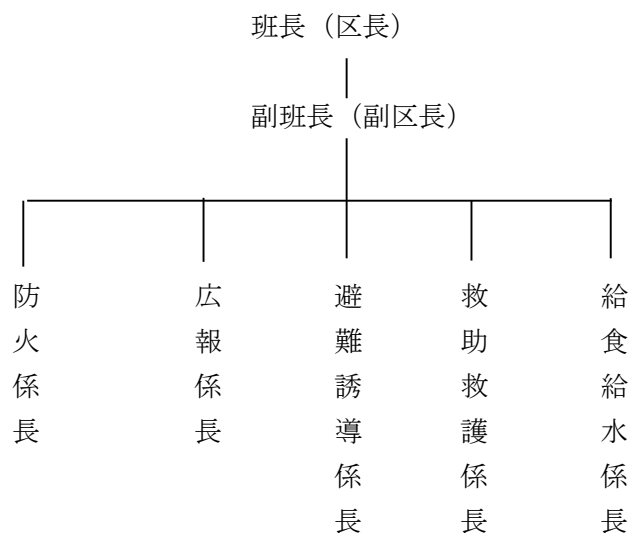 班長（区長）
副班長（副区長）
防火係長
広報係長
避難誘導係長
救助救護係長
給食給水係長